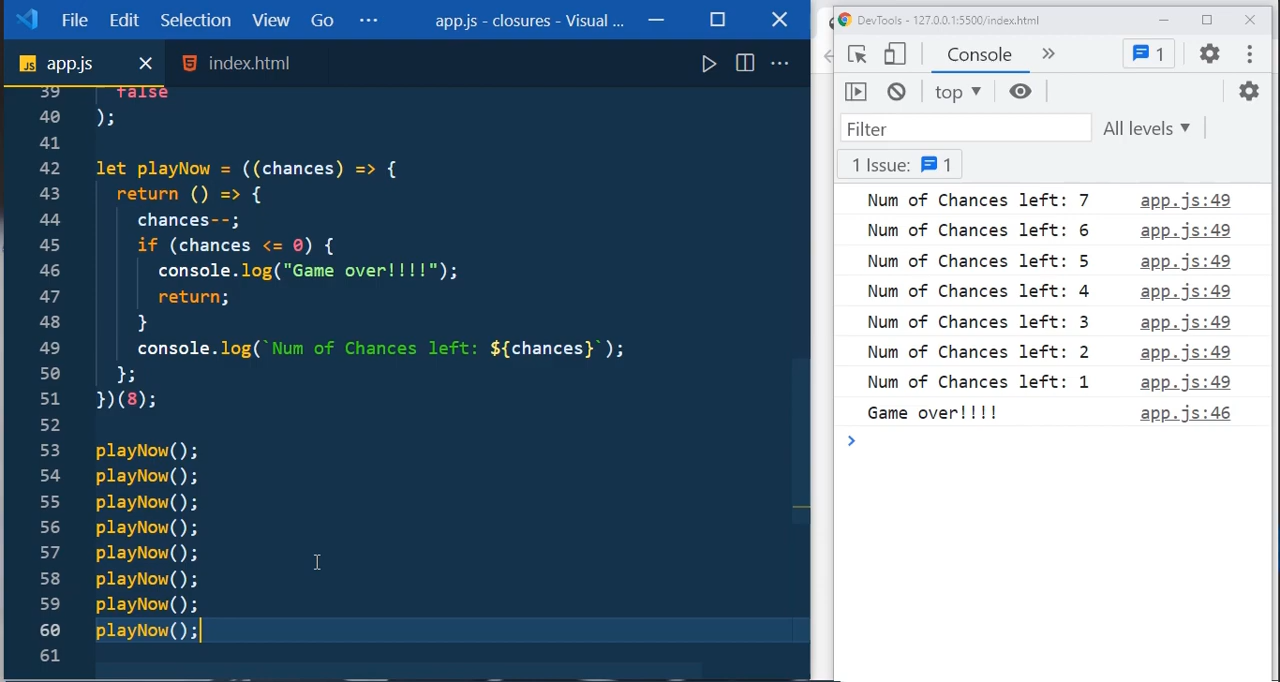 File Edit Selection View Go ··· app.js - closures - Visual ...
app.js index.html
39 false
40 );
41
42 let playNow = ((chances) => {
43 return () => {
44 chances--;
45 if (chances <= 0) {
46 console.log("Game over!!!!");
47 return;
48 }
49 console.log(`Num of Chances left: ${chances}`);
50 };
51 })(8);
52
53 playNow();
54 playNow();
55 playNow();
56 playNow();
57 playNow();
58 playNow();
59 playNow();
60 playNow();
61
DevTools - 127.0.0.1:5500/index.html
Console 1
top
Filter All levels
1 Issue: 1
Num of Chances left: 7 app.js:49
Num of Chances left: 6 app.js:49
Num of Chances left: 5 app.js:49
Num of Chances left: 4 app.js:49
Num of Chances left: 3 app.js:49
Num of Chances left: 2 app.js:49
Num of Chances left: 1 app.js:49
Game over!!!! app.js:46